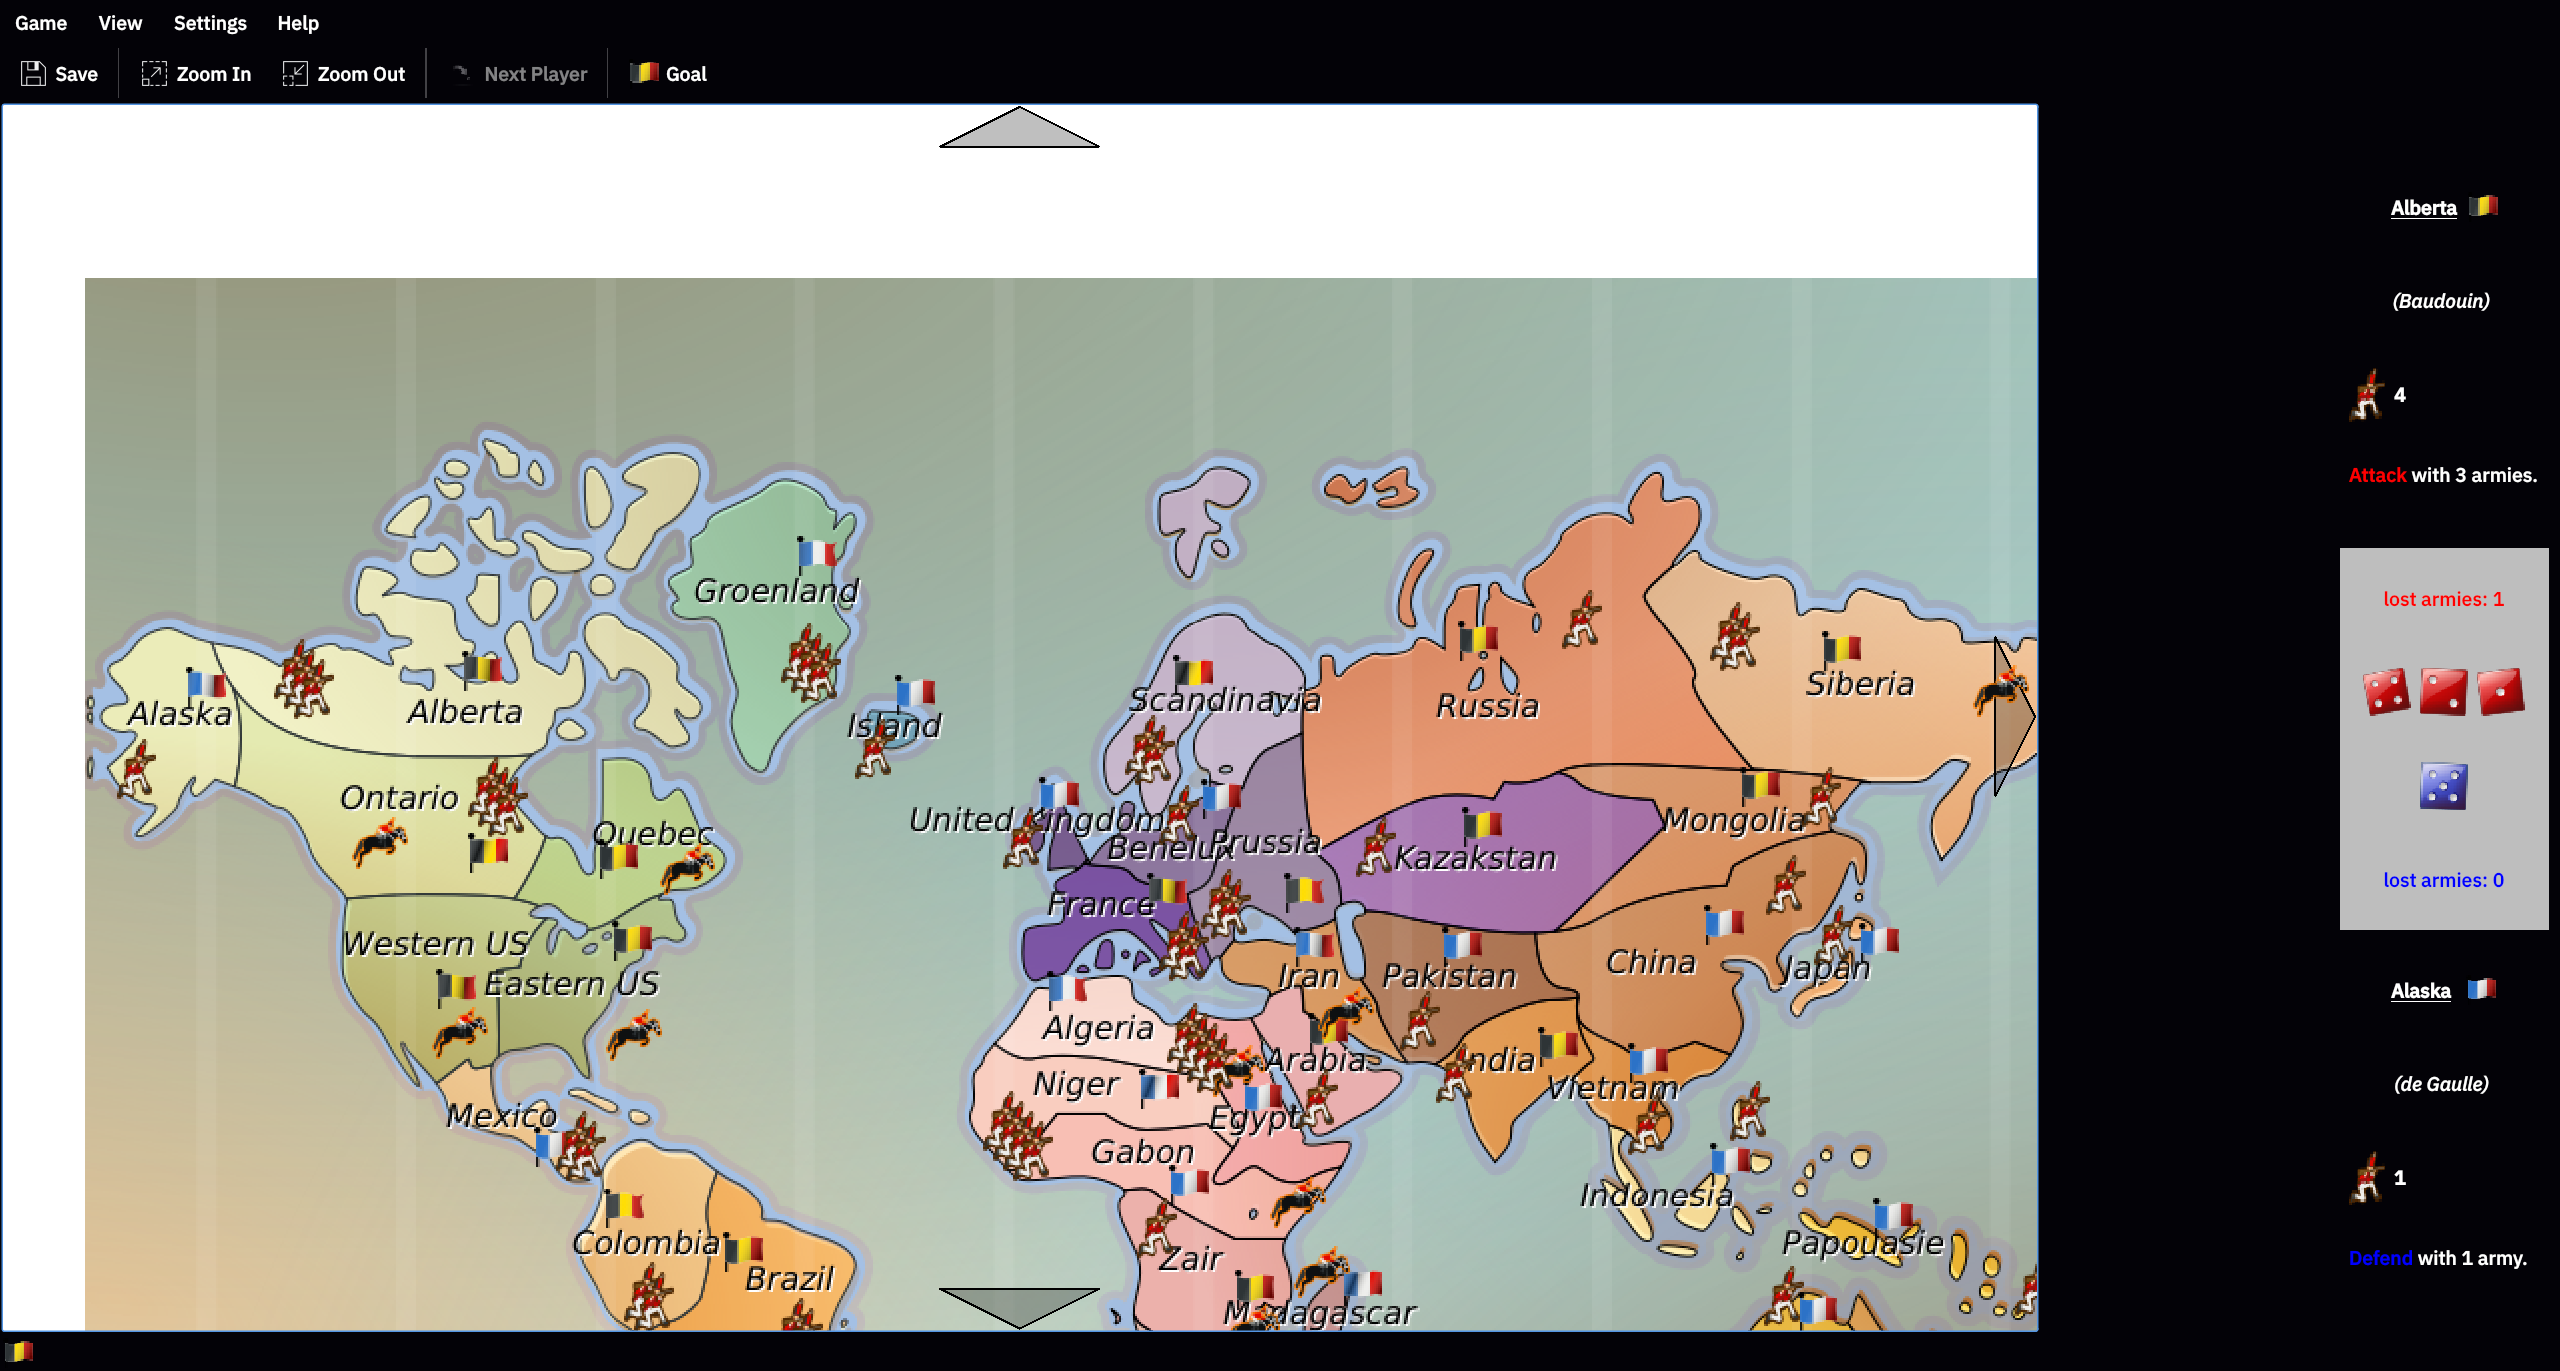 Game View Settings Help
Save Zoom In Zoom Out Next Player Goal
Alberta
(Baudouin)
4
Attack with 3 armies.
lost armies: 1
lost armies: 0
Alaska
(de Gaulle)
1
Defend with 1 army.
Groenland
Alaska
Alberta
Island
Scandinavia
Russia
Siberia
Ontario
Quebec
United Kingdom
Benelux
Prussia
Kazakstan
Mongolia
France
Western US
Eastern US
Iran
Pakistan
China
Japan
Algeria
Arabia
India
Niger
Vietnam
Mexico
Egypt
Gabon
Indonesia
Colombia
Brazil
Zair
Papouasie
Madagascar